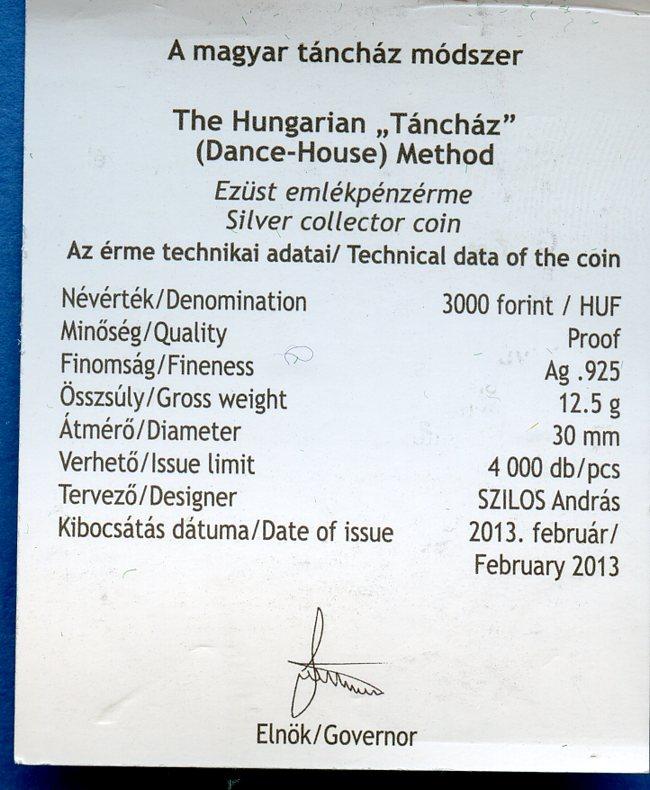 A magyar táncház módszer
The Hungarian „Táncház”
(Dance-House) Method
Ezüst emlékpénzérme
Silver collector coin
Az érme technikai adatai/ Technical data of the coin
Névérték/Denomination 3000 forint / HUF
Minőség/Quality Proof
Finomság/Fineness Ag .925
Összsúly/Gross weight 12.5 g
Átmérő/Diameter 30 mm
Verhető/Issue limit 4 000 db/pcs
Tervező/Designer SZILOS András
Kibocsátás dátuma/Date of issue 2013. február/
February 2013
Elnök/Governor